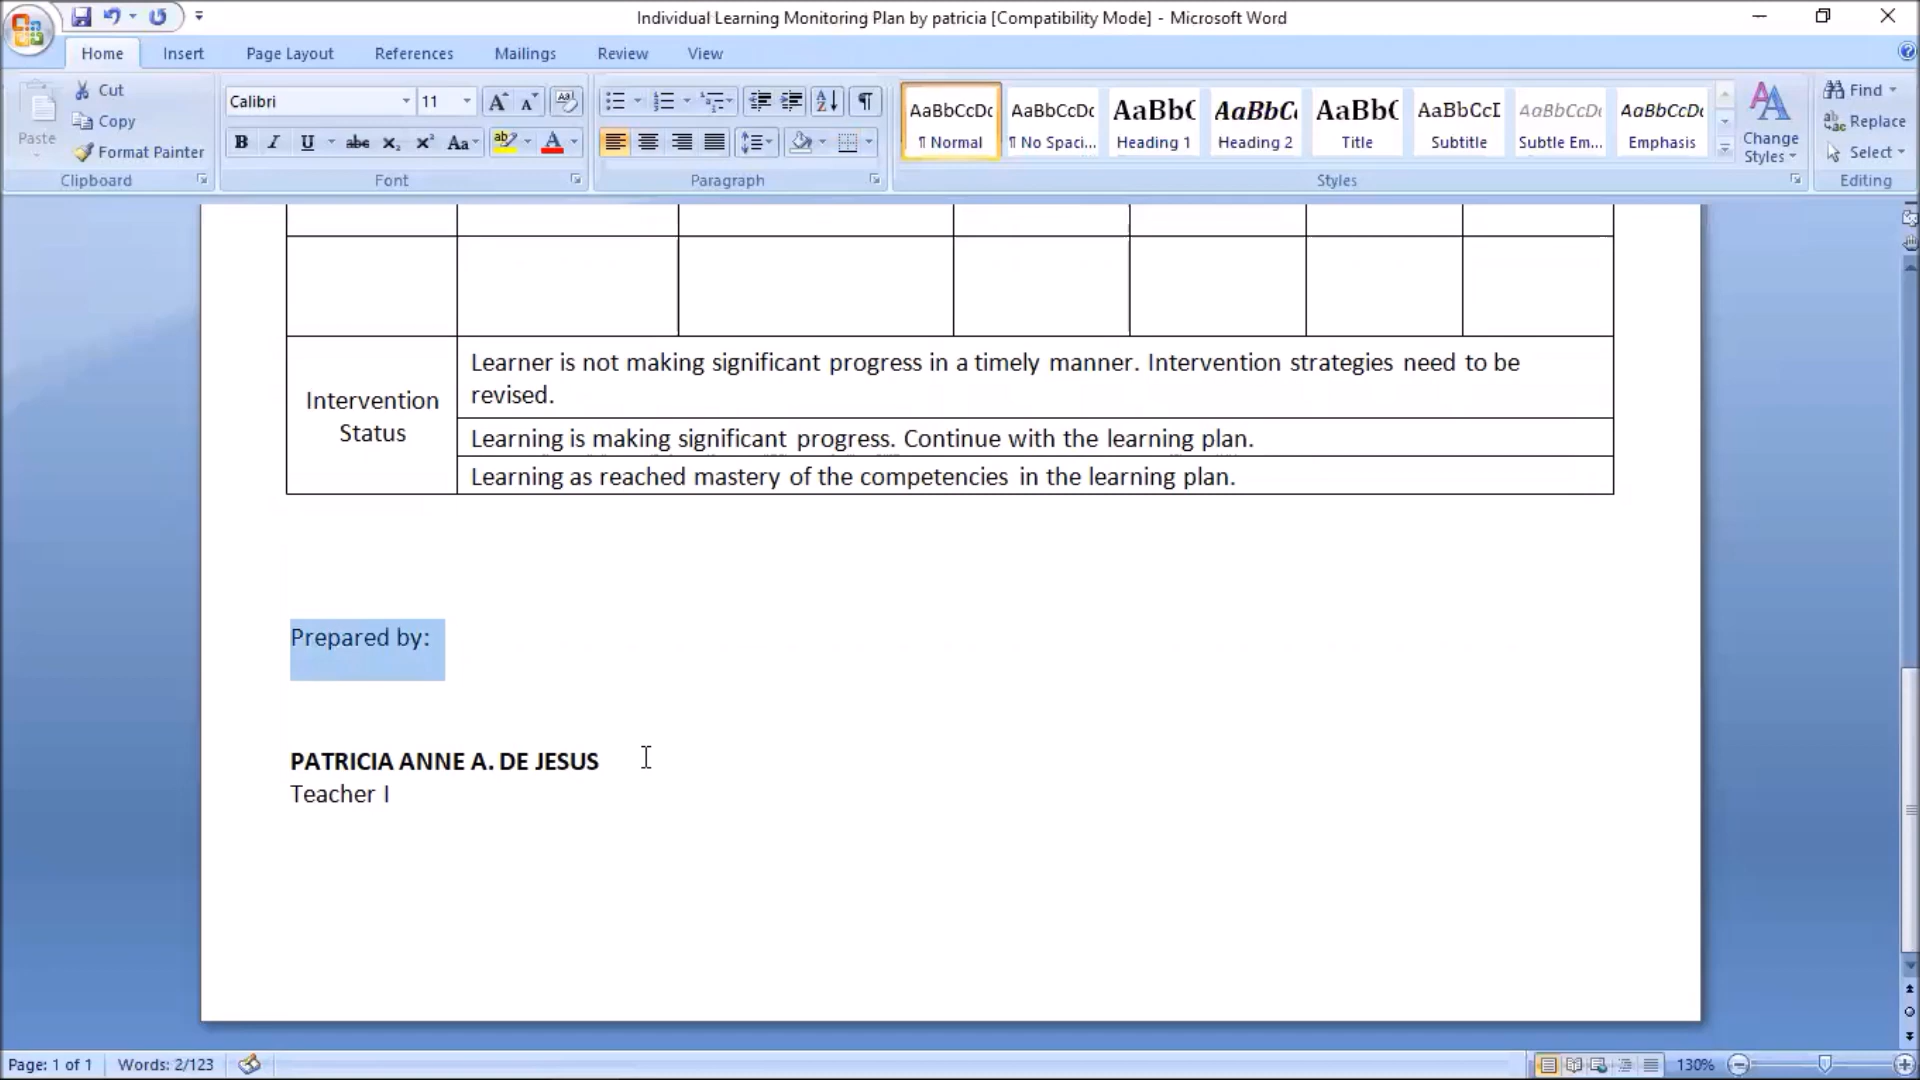 Individual Learning Monitoring Plan by patricia [Compatibility Mode] - Microsoft Word
Home Insert Page Layout References Mailings Review View
Paste
Cut
Copy
Format Painter
Clipboard
Calibri 11
Font
Paragraph
AaBbCcDc AaBbCcDc AaBbC AaBbC AaBb( AaBbCcI AaBbCcDc AaBbCcDc
¶ Normal ¶ No Spaci... Heading 1 Heading 2 Title Subtitle Subtle Em... Emphasis
Styles
Change Styles
Find
Replace
Select
Editing
Intervention Status
Learner is not making significant progress in a timely manner. Intervention strategies need to be
revised.
Learning is making significant progress. Continue with the learning plan.
Learning as reached mastery of the competencies in the learning plan.
Prepared by:
PATRICIA ANNE A. DE JESUS
Teacher I
Page: 1 of 1 Words: 2/123 130%